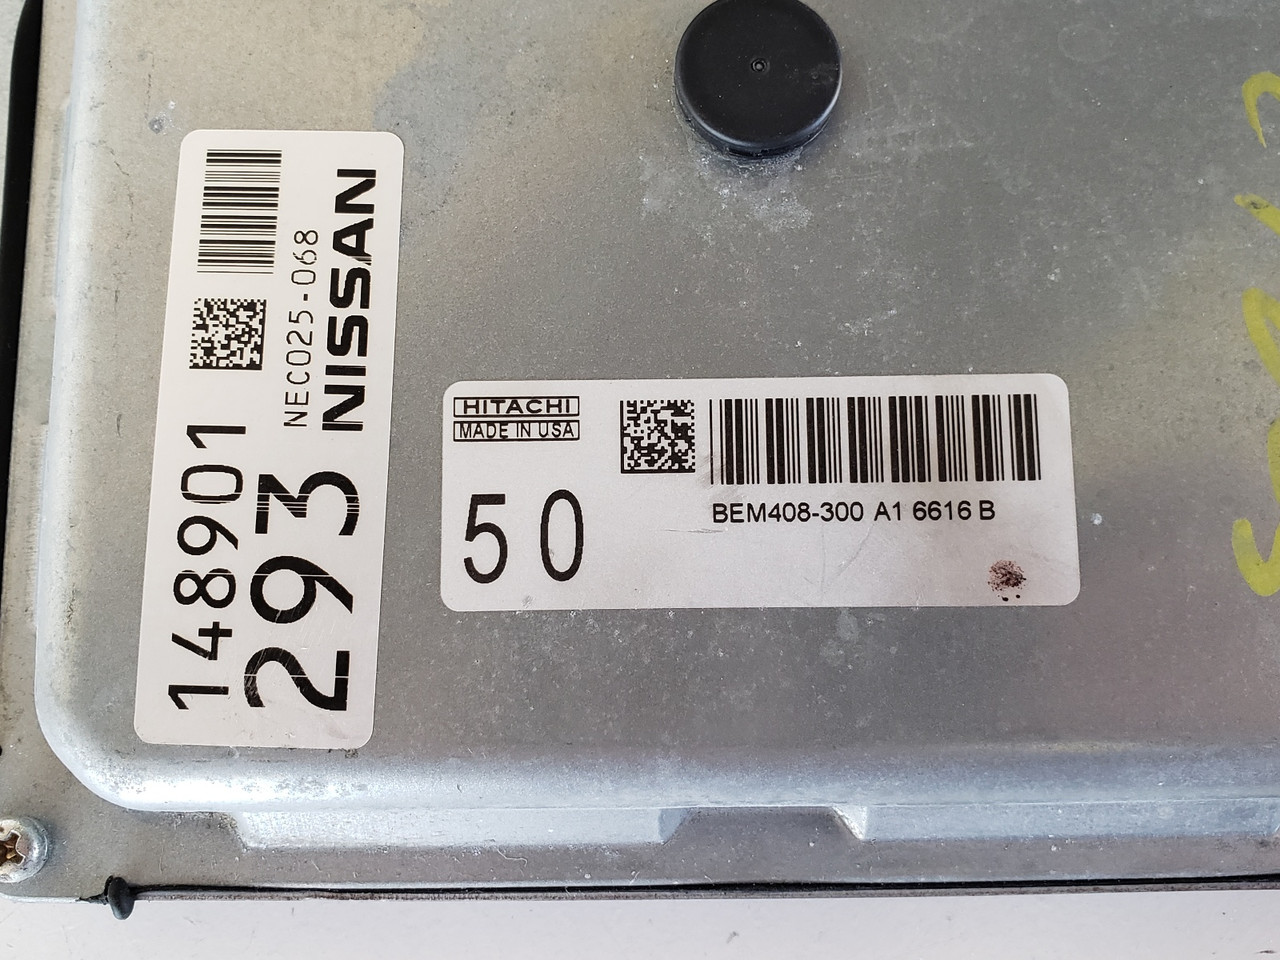 148901
293
NEC025-068
NISSAN
HITACHI
MADE IN USA
50
BEM408-300 A1 6616 B